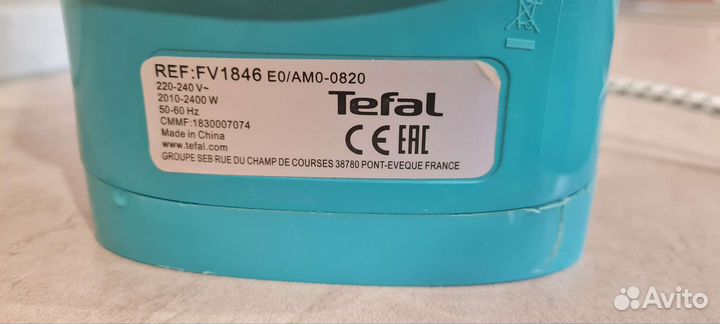 REF:FV1846 E0/AM0-0820
220-240 V~
2010-2400 W
50-60 Hz
CMMF:1830007074
Made in China
www.tefal.com
GROUPE SEB RUE DU CHAMP DE COURSES 38780 PONT-EVEQUE FRANCE
Tefal
CE EAC
Avito